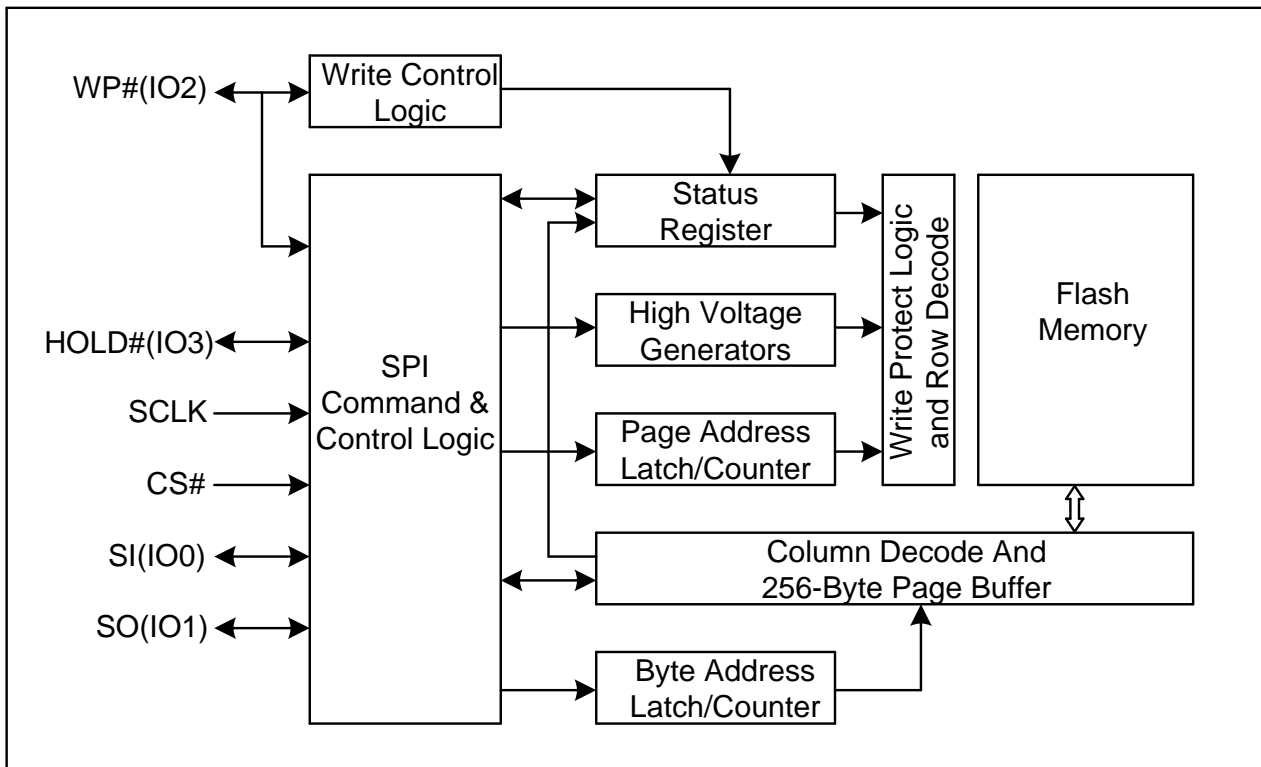 WP#(IO2)
Write Control
Logic
HOLD#(IO3)
SCLK
CS#
SI(IO0)
SO(IO1)
SPI
Command &
Control Logic
Status
Register
High Voltage
Generators
Page Address
Latch/Counter
Write Protect Logic
and Row Decode
Flash
Memory
Column Decode And
256-Byte Page Buffer
Byte Address
Latch/Counter